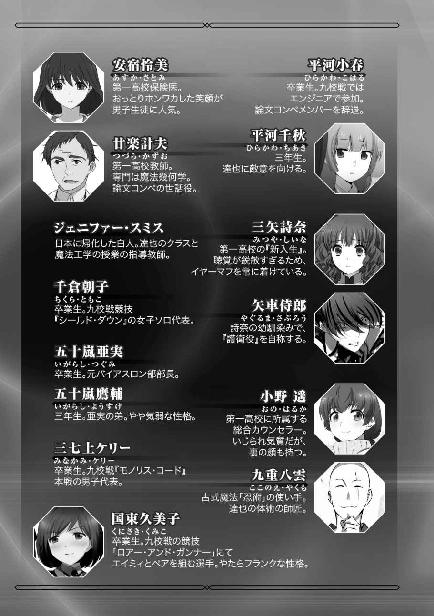 安宿怜美
あすか・さとみ
第一高校保険医。
おっとりホンワカした笑顔が
男子生徒に人気。
廿楽計夫
つづら・かずお
第一高校教師。
専門は魔法幾何学。
論文コンペの世話役。
ジェニファー・スミス
日本に帰化した白人。達也のクラスと
魔法工学の授業の指導教師。
千倉朝子
ちくら・ともこ
卒業生。九校戦競技
『シールド・ダウン』の女子ソロ代表。
五十嵐亜実
いがらし・つぐみ
卒業生。元バイアスロン部部長。
五十嵐鷹輔
いがらし・ようすけ
三年生。亜実の弟。やや気弱な性格。
三七上ケリー
みなかみ・ケリー
卒業生。九校戦『モノリス・コード』
本戦の男子代表。
国東久美子
くにさき・くみこ
卒業生。九校戦の競技
『ロアー・アンド・ガンナー』にて
エイミィとペアを組む選手。やたらフランクな性格。
平河小春
ひらかわ・こはる
卒業生。九校戦では
エンジニアで参加。
論文コンペメンバーを辞退。
平河千秋
ひらかわ・ちあき
三年生。
達也に敵意を向ける。
三矢詩奈
みつや・しいな
第一高校の『新入生』。
聴覚が鋭敏すぎるため、
イヤーマフを常に着けている。
矢車侍郎
やぐるま・さぶろう
詩奈の幼馴染みで、
『護衛役』を自称する。
小野 遥
おの・はるか
第一高校に所属する
総合カウンセラー。
いじられ気質だが、
裏の顔も持つ。
九重八雲
ここのえ・やくも
古式魔法『忍術』の使い手。
達也の体術の師匠。